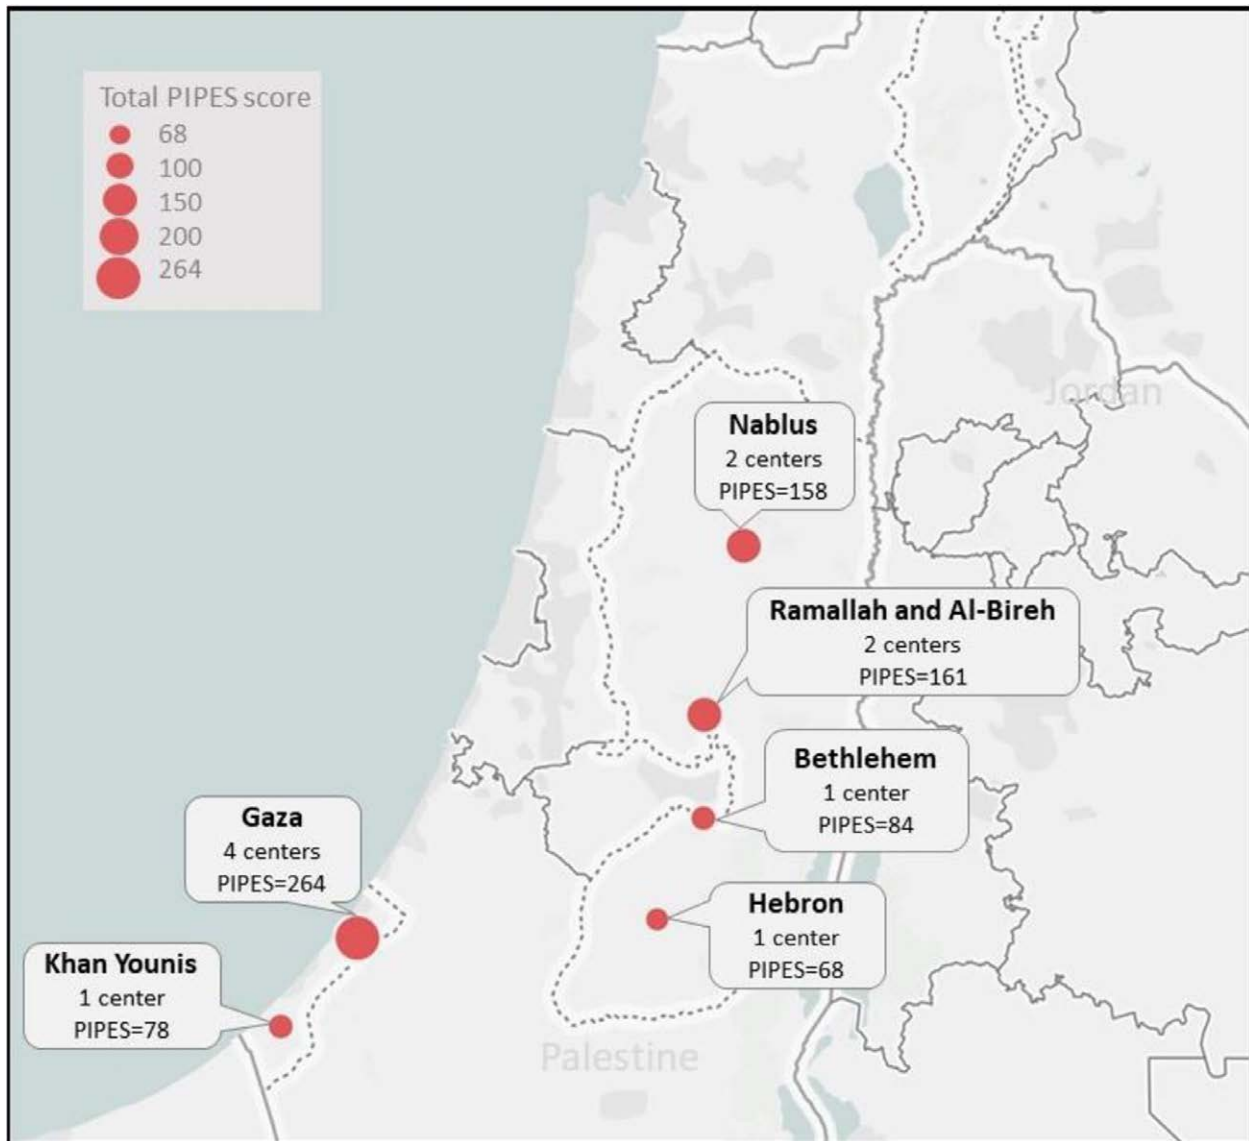 Total PIPES score
68
100
150
200
264
Jordan
Nablus
2 centers
PIPES=158
Ramallah and Al-Bireh
2 centers
PIPES=161
Bethlehem
1 center
PIPES=84
Gaza
4 centers
PIPES=264
Hebron
1 center
PIPES=68
Khan Younis
1 center
PIPES=78
Palestine